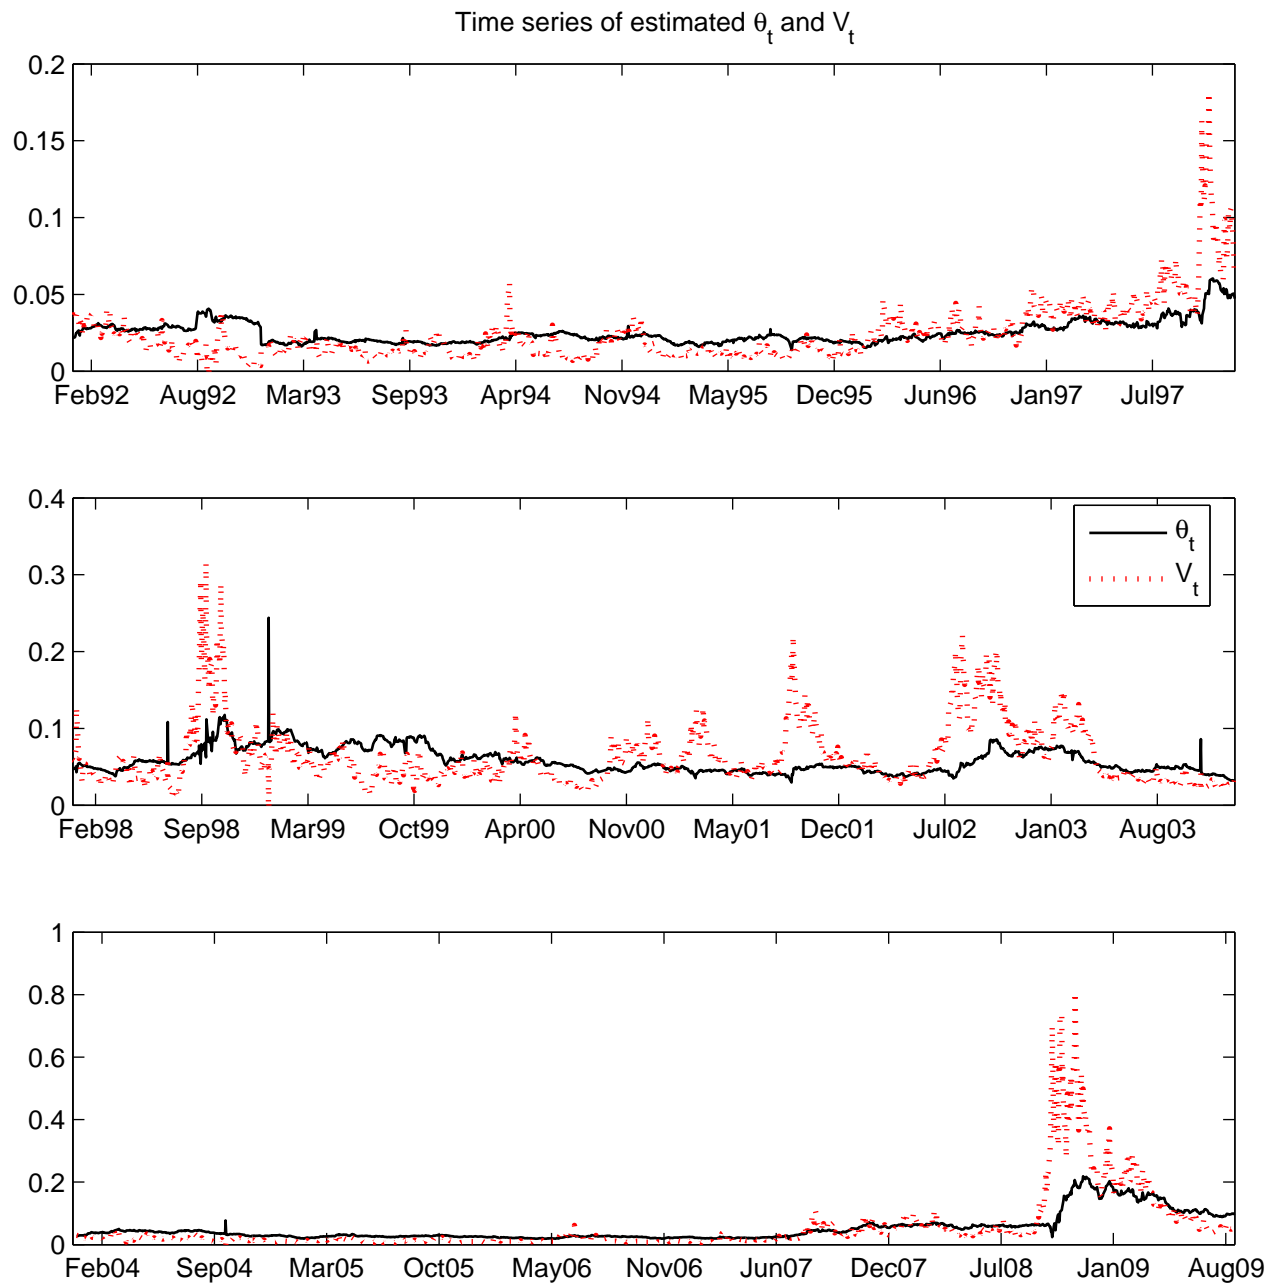 Time series of estimated θt and Vt
0.2
0.15
0.1
0.05
0
Feb92 Aug92 Mar93 Sep93 Apr94 Nov94 May95 Dec95 Jun96 Jan97 Jul97
0.4
0.3
0.2
0.1
0
θt
Vt
Feb98 Sep98 Mar99 Oct99 Apr00 Nov00 May01 Dec01 Jul02 Jan03 Aug03
1
0.8
0.6
0.4
0.2
0
Feb04 Sep04 Mar05 Oct05 May06 Nov06 Jun07 Dec07 Jul08 Jan09 Aug09